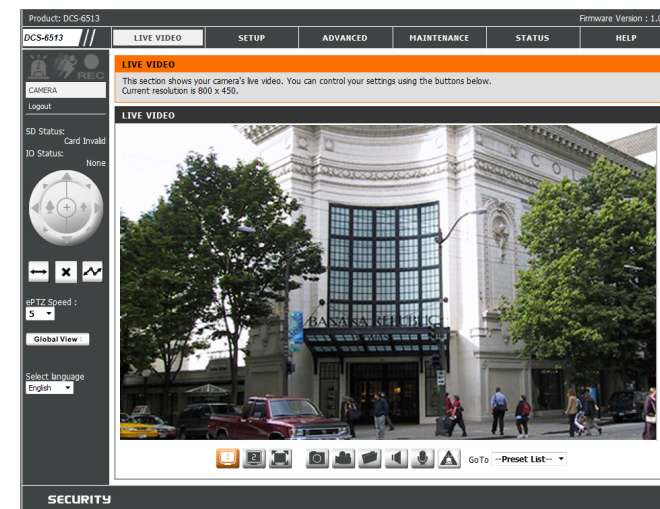 Product: DCS-6513
Firmware Version : 1.0
DCS-6513 //
LIVE VIDEO
SETUP
ADVANCED
MAINTENANCE
STATUS
HELP
REC
CAMERA
Logout
SD Status:
Card Invalid
IO Status:
None
ePTZ Speed :
5
Global View :
Select language
English
LIVE VIDEO
This section shows your camera's live video. You can control your settings using the buttons below.
Current resolution is 800 x 450.
LIVE VIDEO
BANANA REPUBLIC
1
2
GoTo
--Preset List--
SECURITY